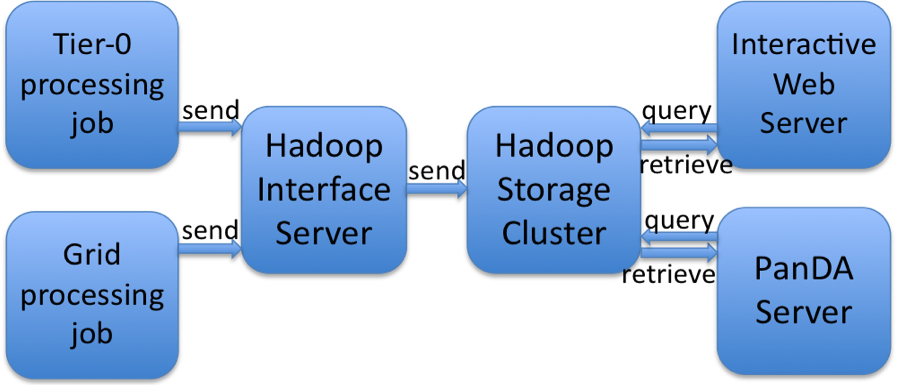 Tier-0
processing
job
send
Grid
processing
job
send
Hadoop
Interface
Server
send
Hadoop
Storage
Cluster
query
retrieve
query
retrieve
Interactive
Web
Server
PanDA
Server